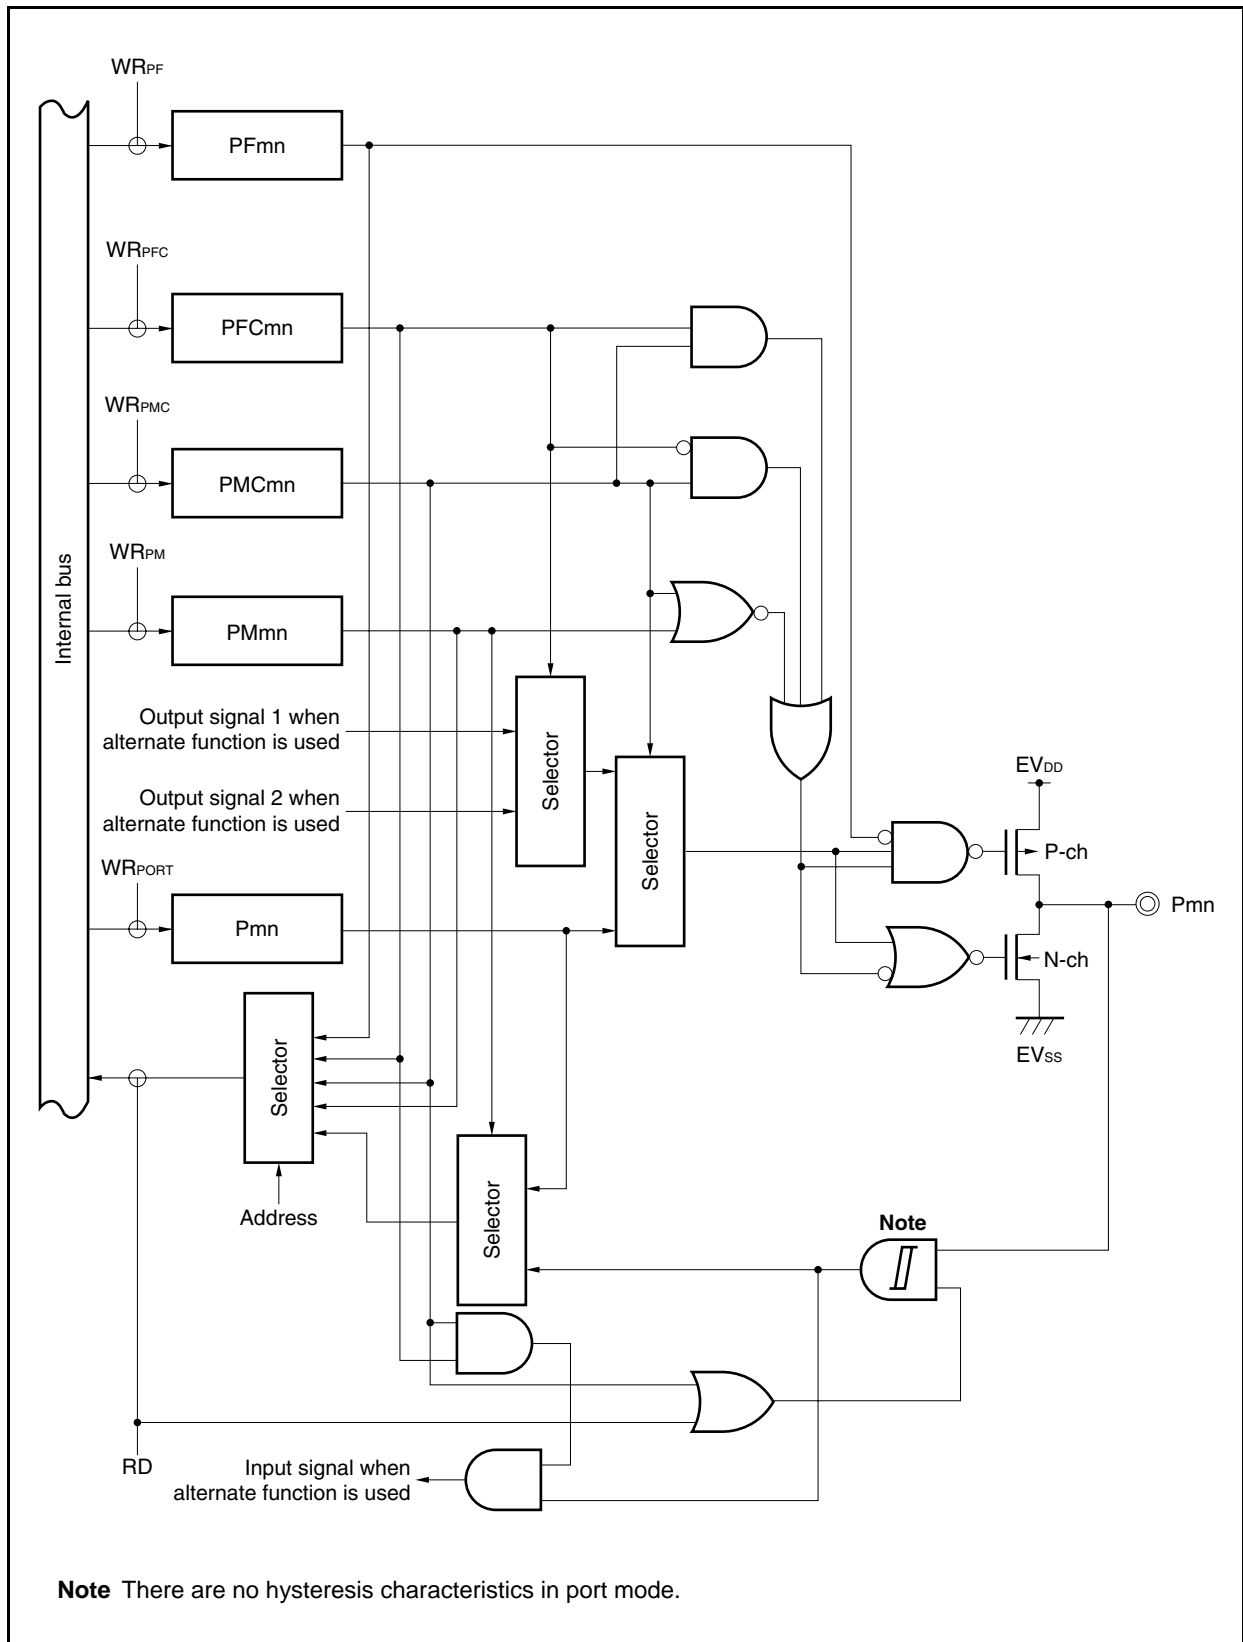 WRPF
PFmn
WRPFC
PFCmn
WRPMC
PMCmn
WRPM
PMmn
Internal bus
Output signal 1 when
alternate function is used
Output signal 2 when
alternate function is used
Selector
Selector
EVDD
P-ch
Pmn
N-ch
EVSS
WRPORT
Pmn
Selector
Address
Selector
Note
RD
Input signal when
alternate function is used
Note There are no hysteresis characteristics in port mode.